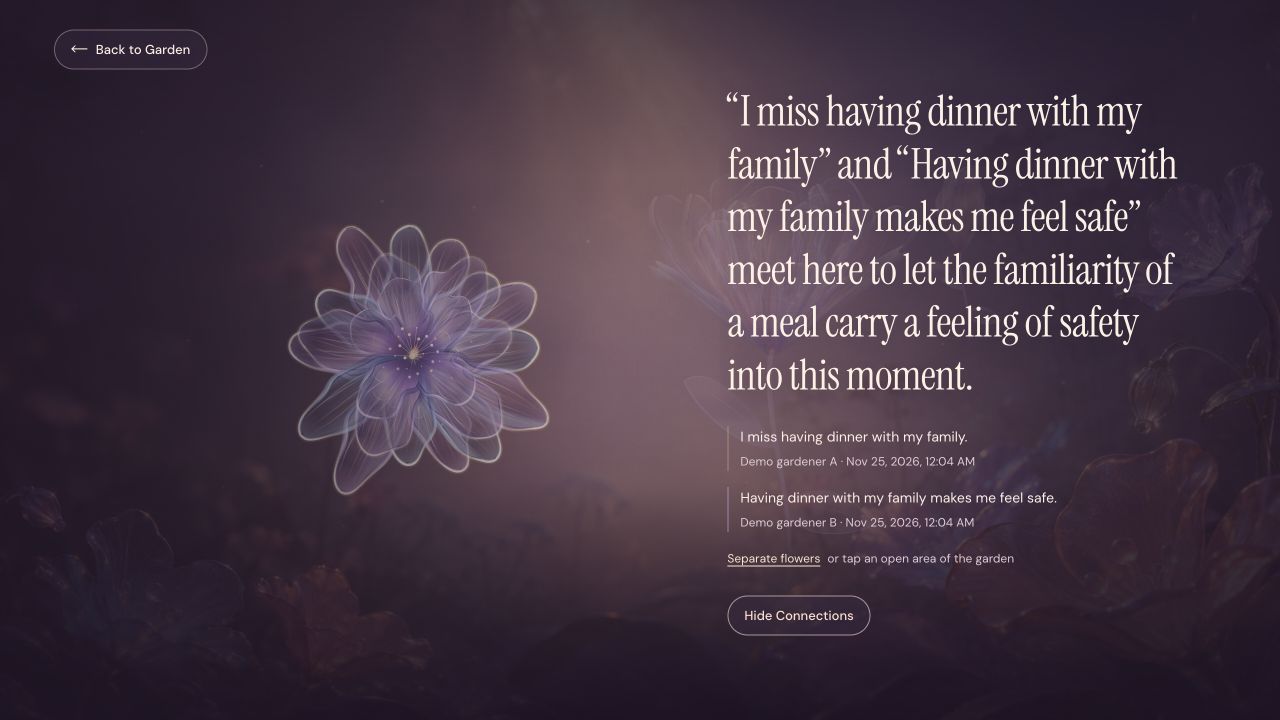 ← Back to Garden
“I miss having dinner with my
family” and “Having dinner with
my family makes me feel safe”
meet here to let the familiarity of
a meal carry a feeling of safety
into this moment.
I miss having dinner with my family.
Demo gardener A · Nov 25, 2026, 12:04 AM
Having dinner with my family makes me feel safe.
Demo gardener B · Nov 25, 2026, 12:04 AM
Separate flowers or tap an open area of the garden
Hide Connections